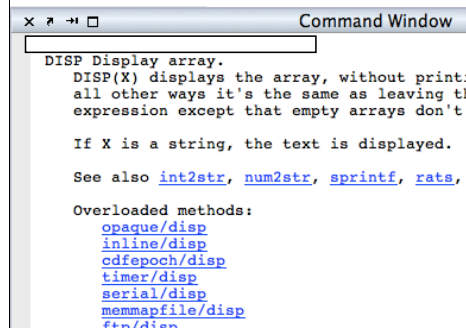 Command Window
DISP Display array.
DISP(X) displays the array, without
all other ways it's the same as leaving
expression except that empty arrays don't
If X is a string, the text is displayed.
See also int2str, num2str, sprintf, rats,
Overloaded methods:
opaque/disp
inline/disp
cdfepoch/disp
timer/disp
serial/disp
memmapfile/disp
ftp/disp